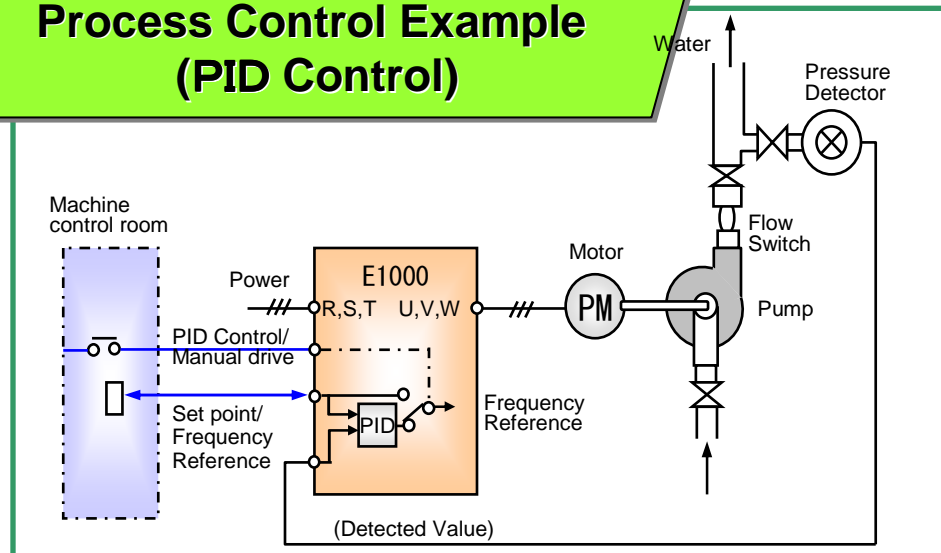 Process Control Example
(PID Control)
Water
Pressure
Detector
Machine
control room
Flow
Switch
Motor
Power
E1000
R,S,T U,V,W
PM
Pump
PID Control/
Manual drive
Set point/
Frequency
Reference
PID
Frequency
Reference
(Detected Value)